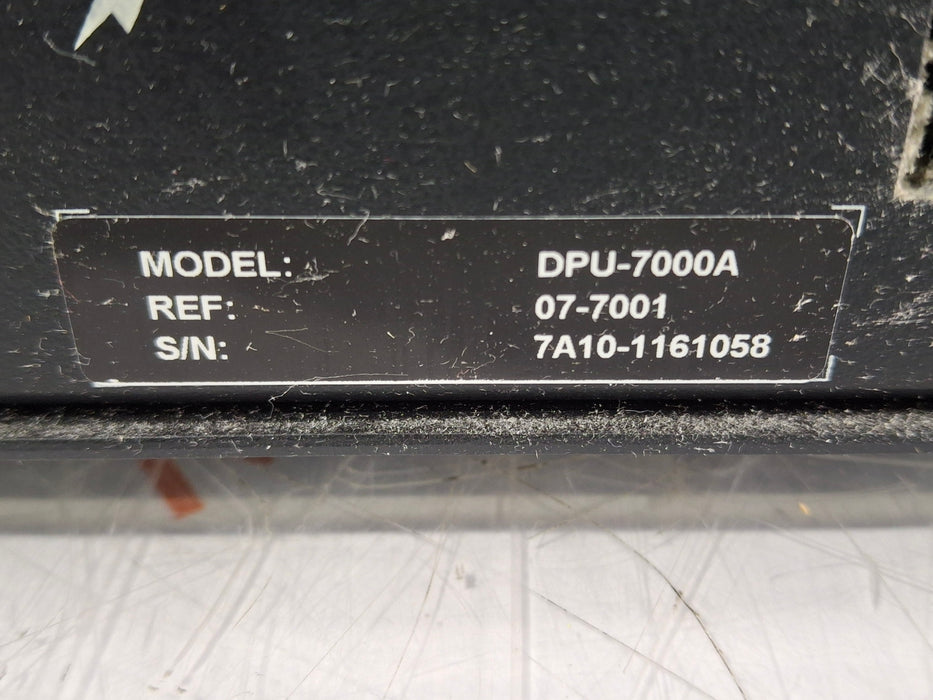 MODEL: DPU-7000A
REF: 07-7001
S/N: 7A10-1161058